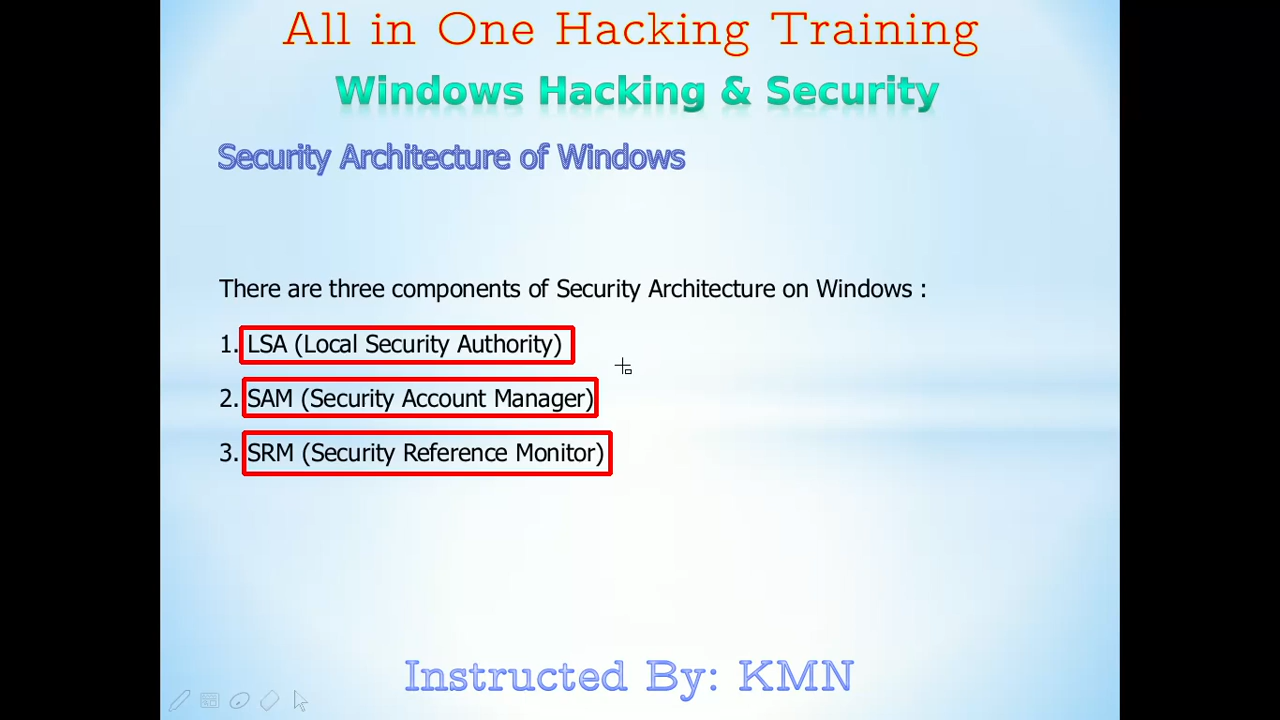 All in One Hacking Training
Windows Hacking & Security
Security Architecture of Windows
There are three components of Security Architecture on Windows :
1. LSA (Local Security Authority)
2. SAM (Security Account Manager)
3. SRM (Security Reference Monitor)
Instructed By: KMN